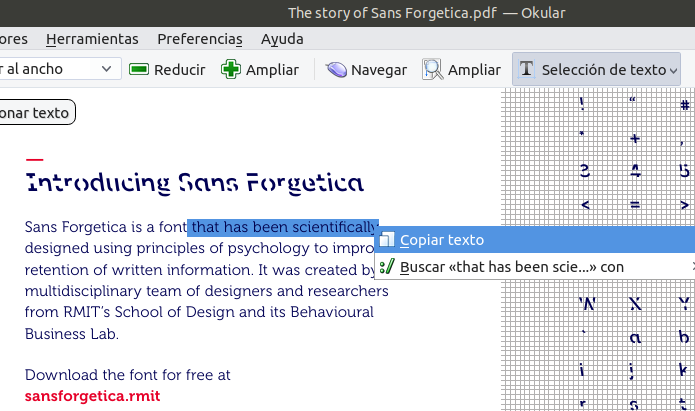 The story of Sans Forgetica.pdf — Okular
ores Herramientas Preferencias Ayuda
r al ancho Reducir Ampliar Navegar Ampliar T Selección de texto
onar texto
Introducing Sans Forgetica
Sans Forgetica is a font that has been scientifically
designed using principles of psychology to impro
retention of written information. It was created by
multidisciplinary team of designers and researchers
from RMIT's School of Design and its Behavioural
Business Lab.
Download the font for free at
sansforgetica.rmit
Copiar texto
Buscar «that has been scie...» con
! “ #
* + ,
3 4 5
< = >
W X Y
` a b
i j k
r s t